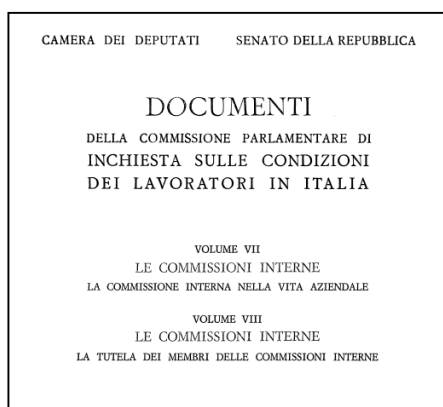 CAMERA DEI DEPUTATI SENATO DELLA REPUBBLICA
DOCUMENTI
DELLA COMMISSIONE PARLAMENTARE DI
INCHIESTA SULLE CONDIZIONI
DEI LAVORATORI IN ITALIA
VOLUME VII
LE COMMISSIONI INTERNE
LA COMMISSIONE INTERNA NELLA VITA AZIENDALE
VOLUME VIII
LE COMMISSIONI INTERNE
LA TUTELA DEI MEMBRI DELLE COMMISSIONI INTERNE